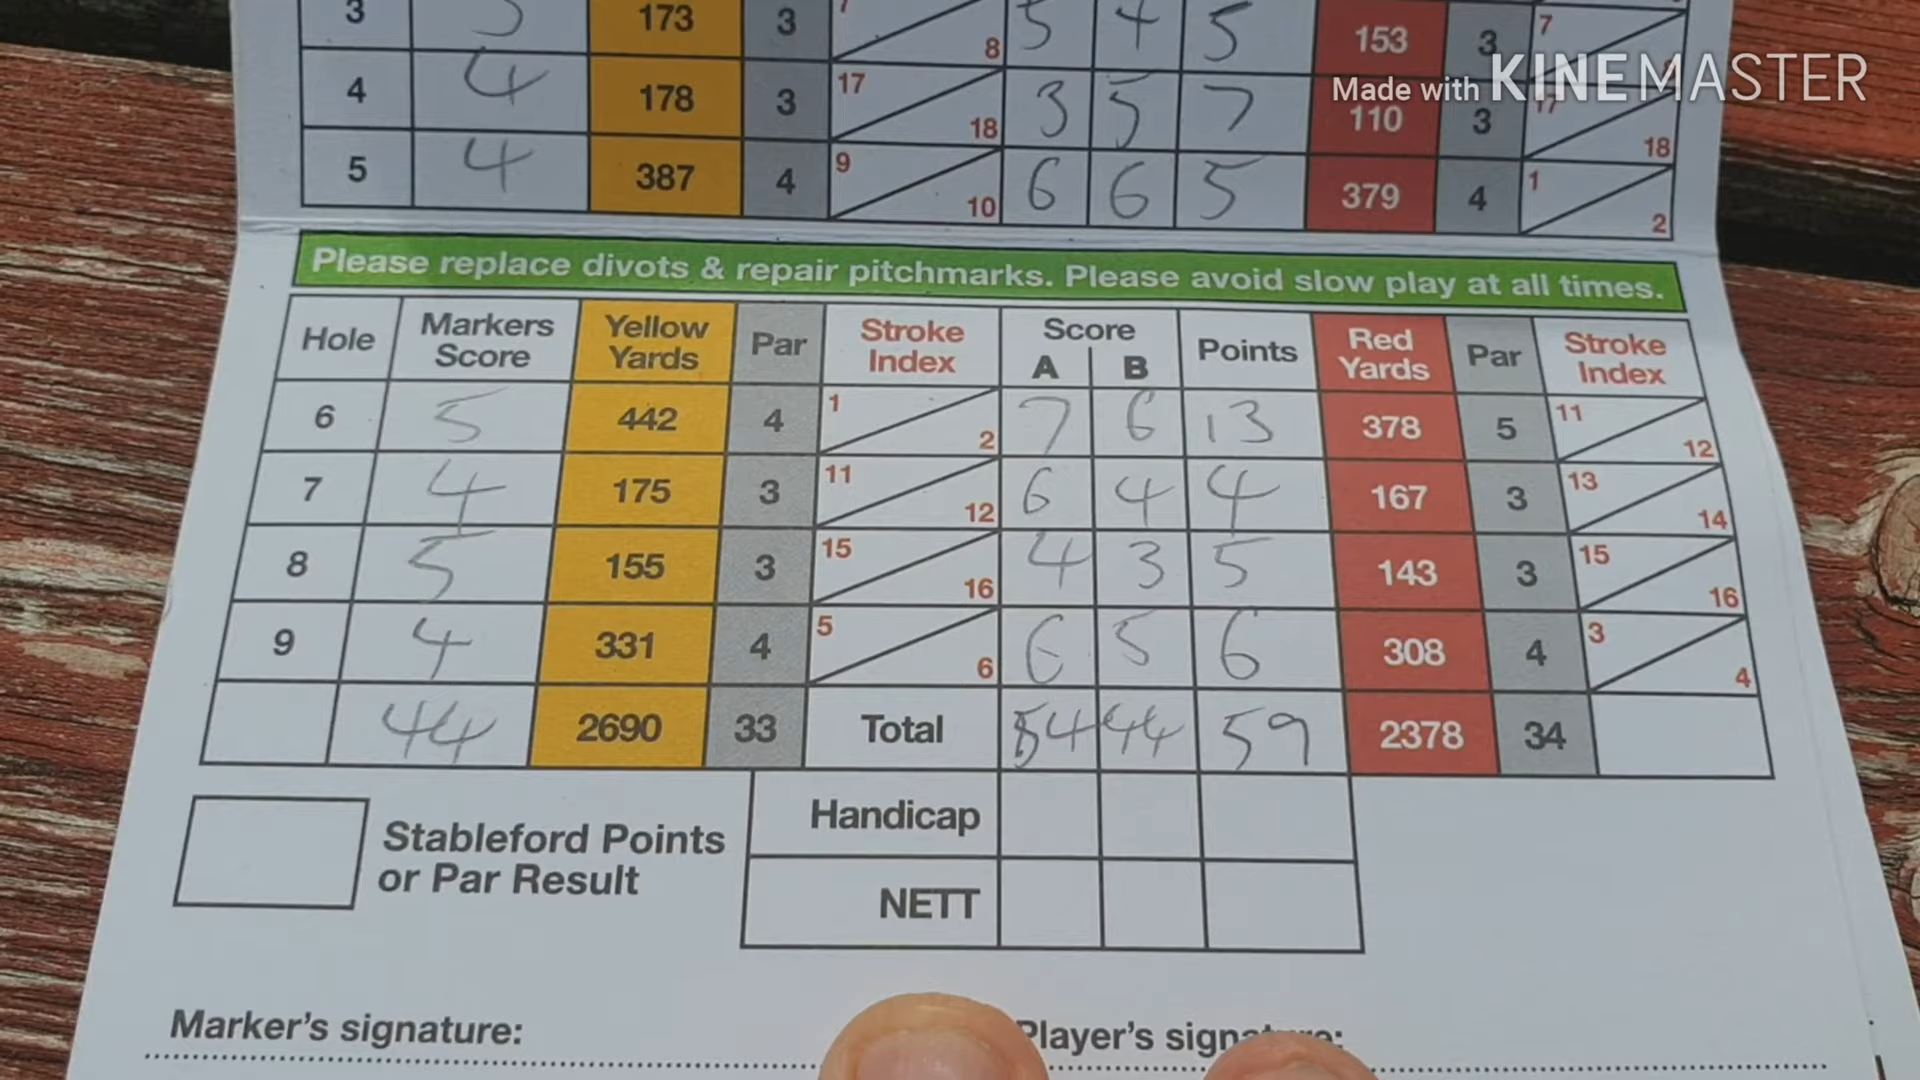 3 5 173 3 7 8 5 4 5 153 3 7
4 4 178 3 17 18 3 5 7 110 3 17 18
5 4 387 4 9 10 6 6 5 379 4 1 2
Made with KINEMASTER
Please replace divots & repair pitchmarks. Please avoid slow play at all times.
Hole Markers Score Yellow Yards Par Stroke Index Score A B Points Red Yards Par Stroke Index
6 5 442 4 1 2 7 6 13 378 5 11 12
7 4 175 3 11 12 6 4 4 167 3 13 14
8 5 155 3 15 16 4 3 5 143 3 15 16
9 4 331 4 5 6 6 5 6 308 4 3 4
44 2690 33 Total 54 44 59 2378 34
Handicap
Stableford Points
or Par Result
NETT
Marker's signature: Player's signature: